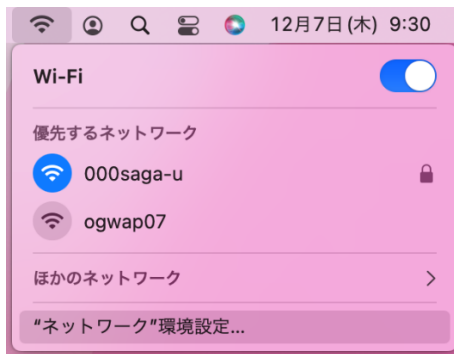 12月7日(木) 9:30
Wi-Fi
優先するネットワーク
000saga-u
ogwap07
ほかのネットワーク
“ネットワーク”環境設定...